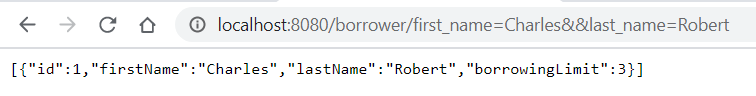 localhost:8080/borrower/first_name=Charles&&last_name=Robert
[{"id":1,"firstName":"Charles","lastName":"Robert","borrowingLimit":3}]